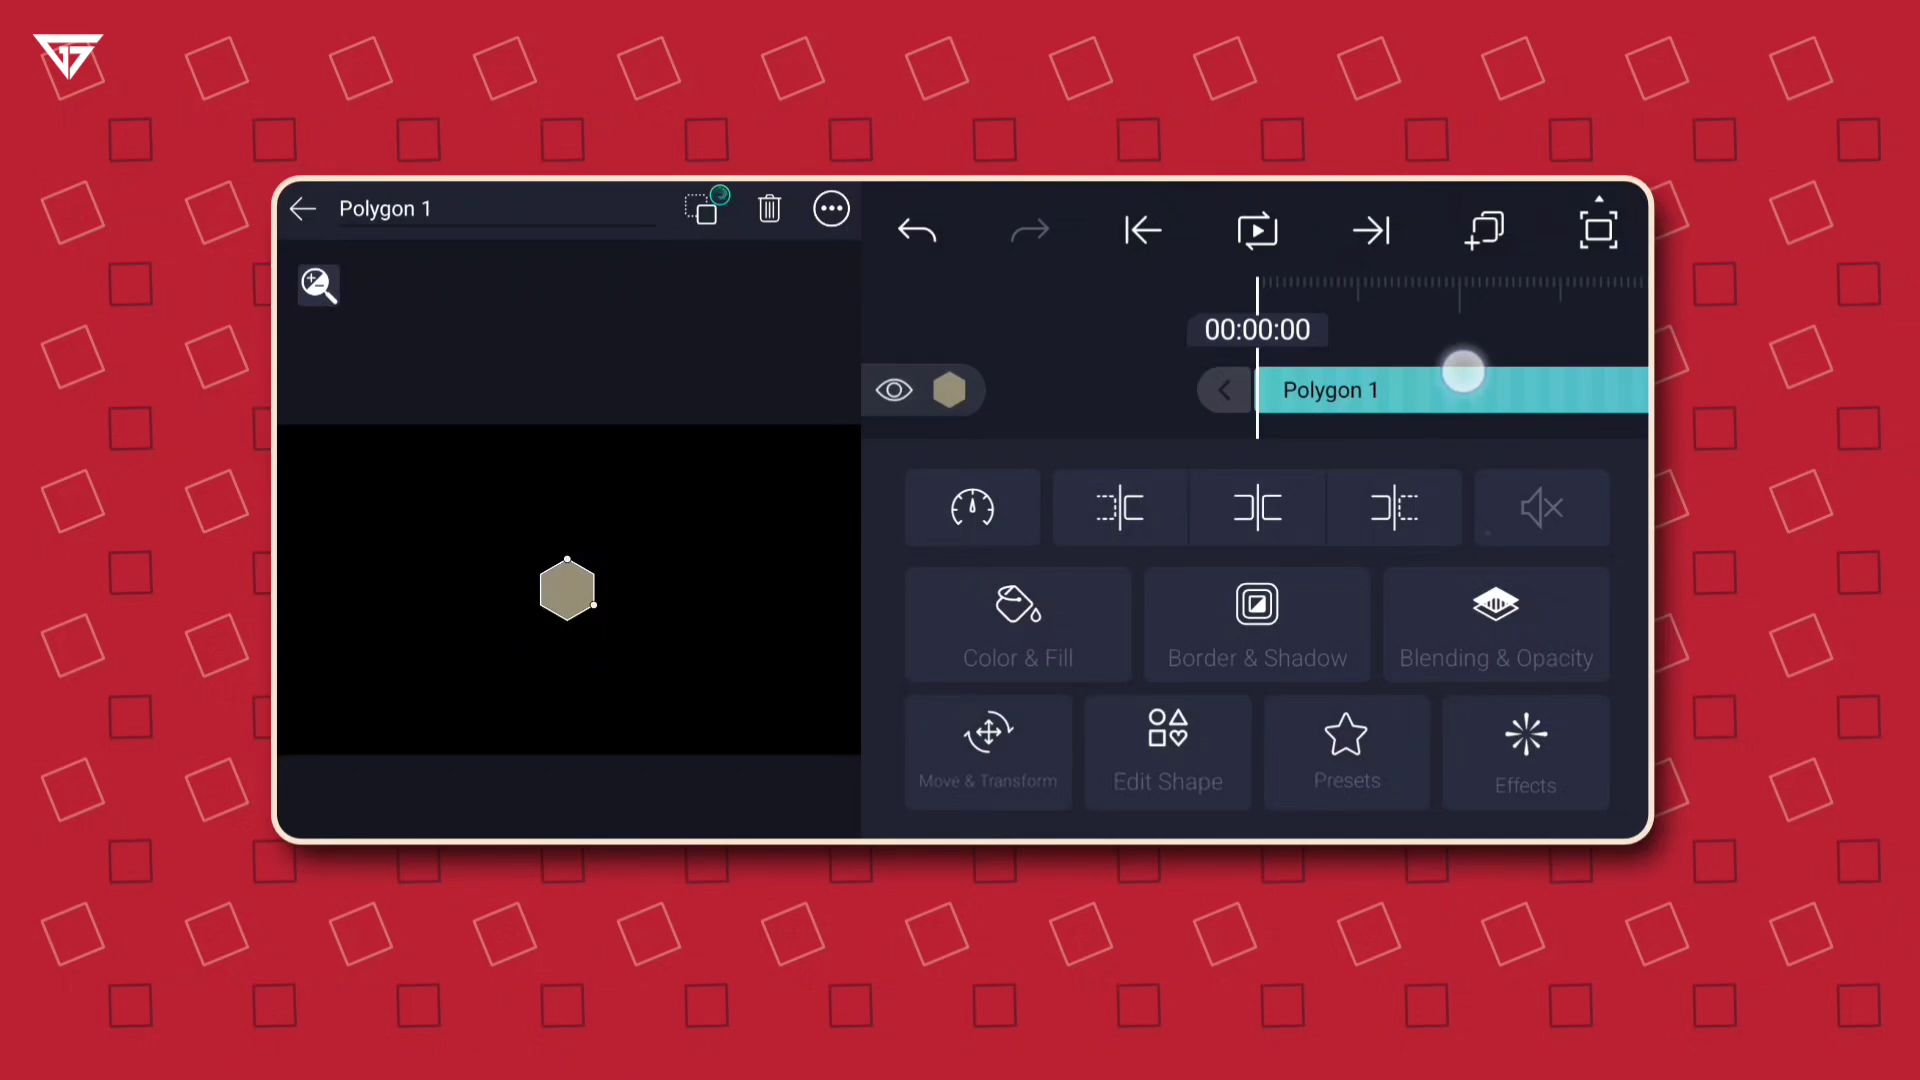 17
Polygon 1
00:00:00
Polygon 1
Color & Fill
Border & Shadow
Blending & Opacity
Move & Transform
Edit Shape
Presets
Effects